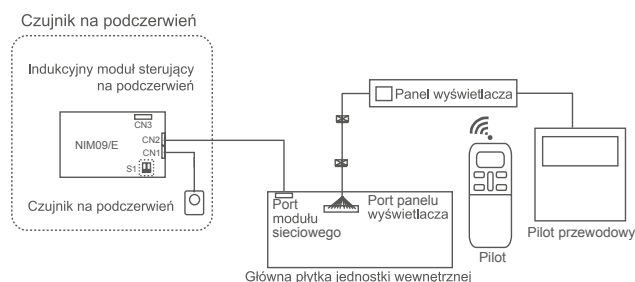 Czujnik na podczerwień
Indukcyjny moduł sterujący
na podczerwień
CN3
NIM09/E
CN2
CN1
S1
Czujnik na podczerwień
Panel wyświetlacza
Port
modułu
sieciowego
Port panelu
wyświetlacza
Pilot
Pilot przewodowy
Główna płytka jednostki wewnetrznej